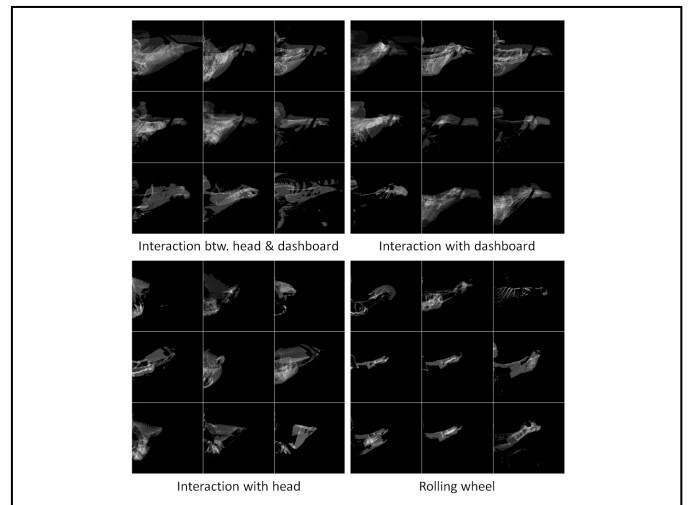 Interaction btw. head & dashboard
Interaction with dashboard
Interaction with head
Rolling wheel